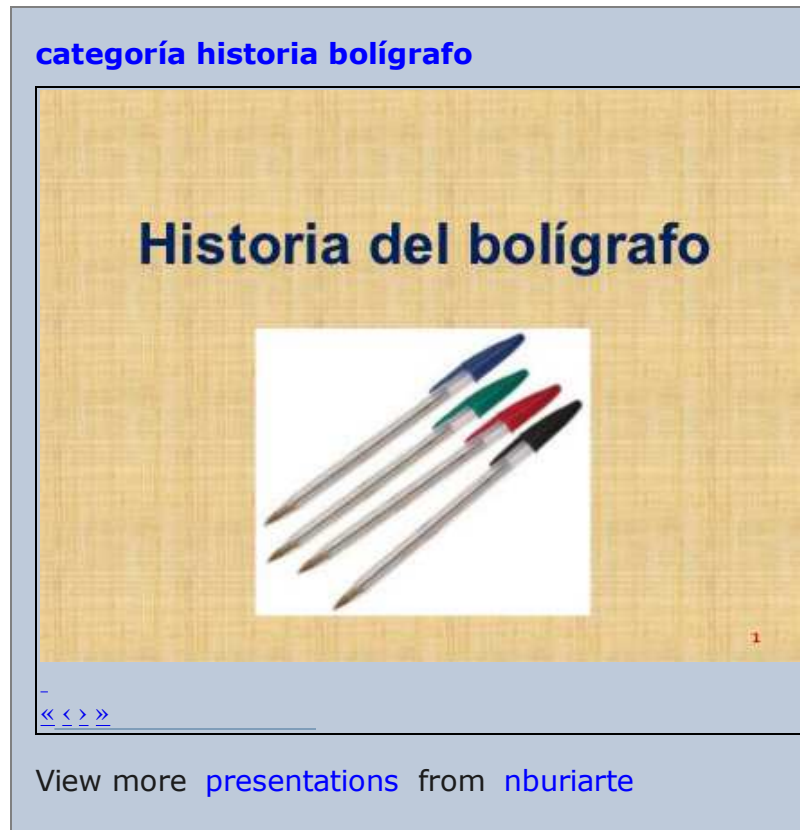 categoría historia bolígrafo
Historia del bolígrafo
1
« ‹ › »
View more presentations from nburiarte